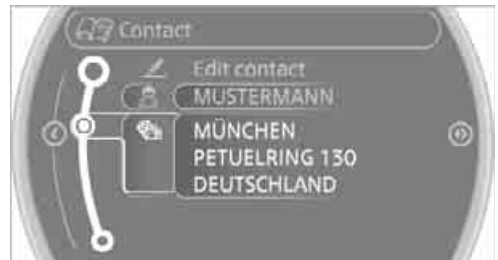 Contact
Edit contact
MUSTERMANN
MÜNCHEN
PETUELRING 130
DEUTSCHLAND